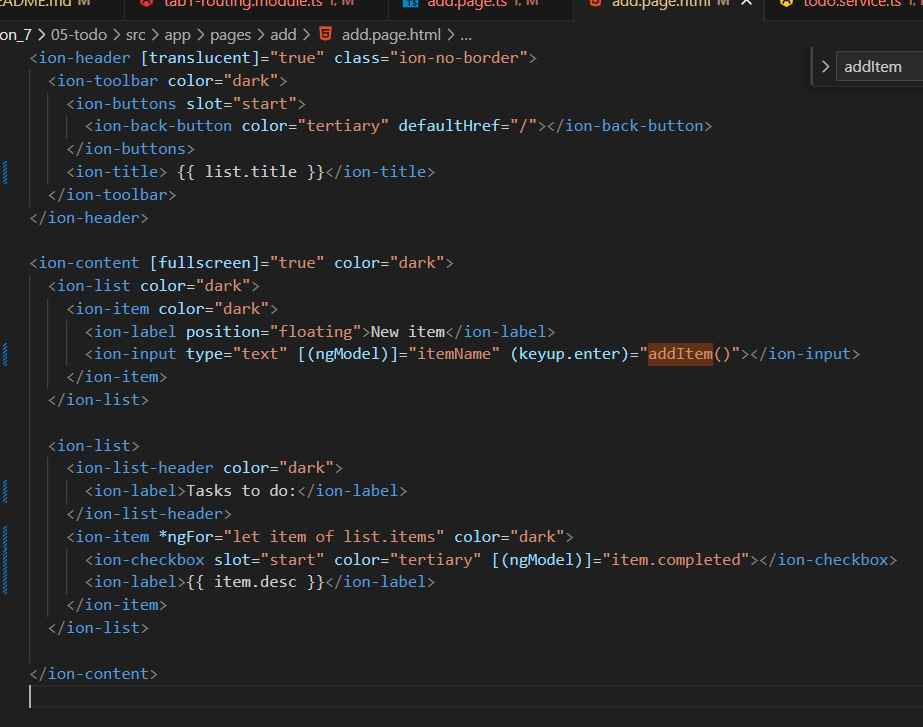 EADME.md M tab1-routing.module.ts 1, M add.page.ts 1, M add.page.html M todo.service.ts
on_7 > 05-todo > src > app > pages > add > add.page.html > ...
<ion-header [translucent]="true" class="ion-no-border">
<ion-toolbar color="dark">
<ion-buttons slot="start">
<ion-back-button color="tertiary" defaultHref="/"></ion-back-button>
</ion-buttons>
<ion-title> {{ list.title }}</ion-title>
</ion-toolbar>
</ion-header>
addItem
<ion-content [fullscreen]="true" color="dark">
<ion-list color="dark">
<ion-item color="dark">
<ion-label position="floating">New item</ion-label>
<ion-input type="text" [(ngModel)]="itemName" (keyup.enter)="addItem()"></ion-input>
</ion-item>
</ion-list>
<ion-list>
<ion-list-header color="dark">
<ion-label>Tasks to do:</ion-label>
</ion-list-header>
<ion-item *ngFor="let item of list.items" color="dark">
<ion-checkbox slot="start" color="tertiary" [(ngModel)]="item.completed"></ion-checkbox>
<ion-label>{{ item.desc }}</ion-label>
</ion-item>
</ion-list>
</ion-content>